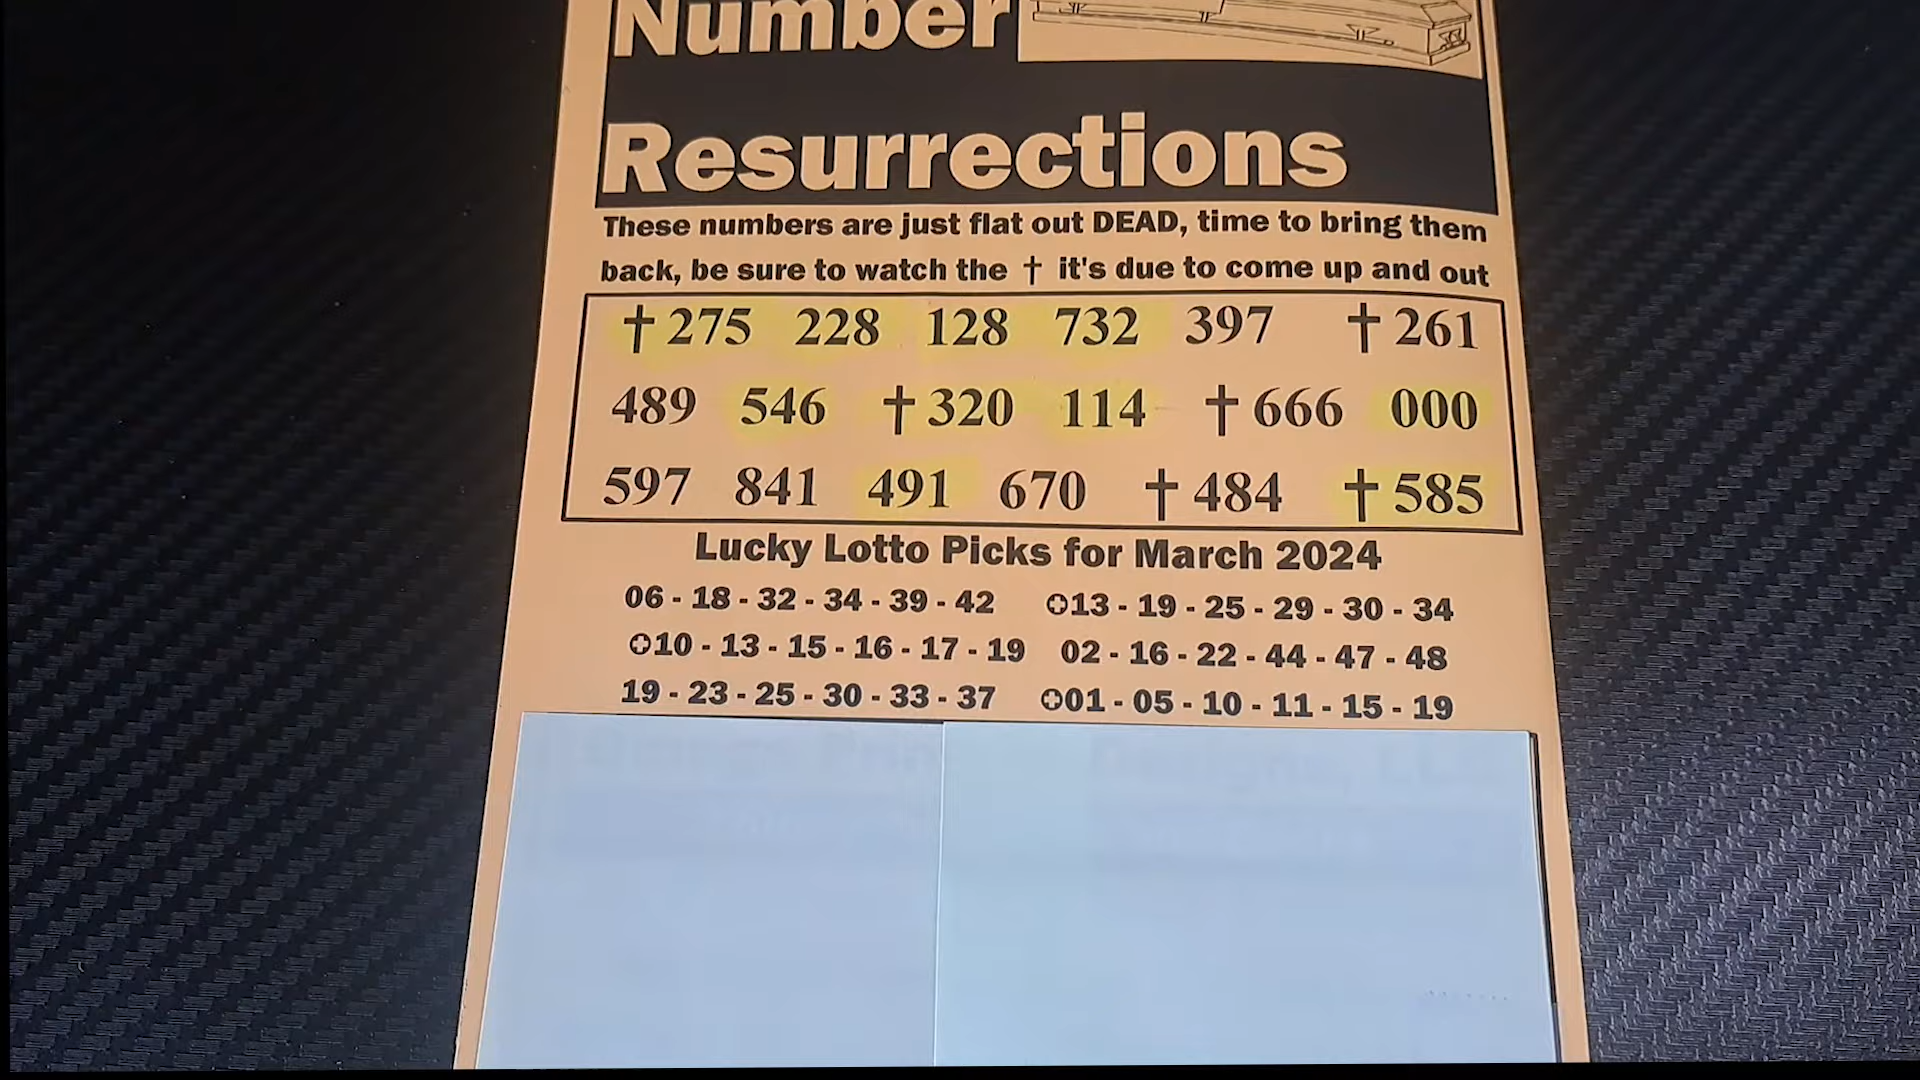 Number
Resurrections
These numbers are just flat out DEAD, time to bring them
back, be sure to watch the † it's due to come up and out
†275 228 128 732 397 †261
489 546 †320 114 †666 000
597 841 491 670 †484 †585
Lucky Lotto Picks for March 2024
06 - 18 - 32 - 34 - 39 - 42 ✪13 - 19 - 25 - 29 - 30 - 34
✪10 - 13 - 15 - 16 - 17 - 19 02 - 16 - 22 - 44 - 47 - 48
19 - 23 - 25 - 30 - 33 - 37 ✪01 - 05 - 10 - 11 - 15 - 19